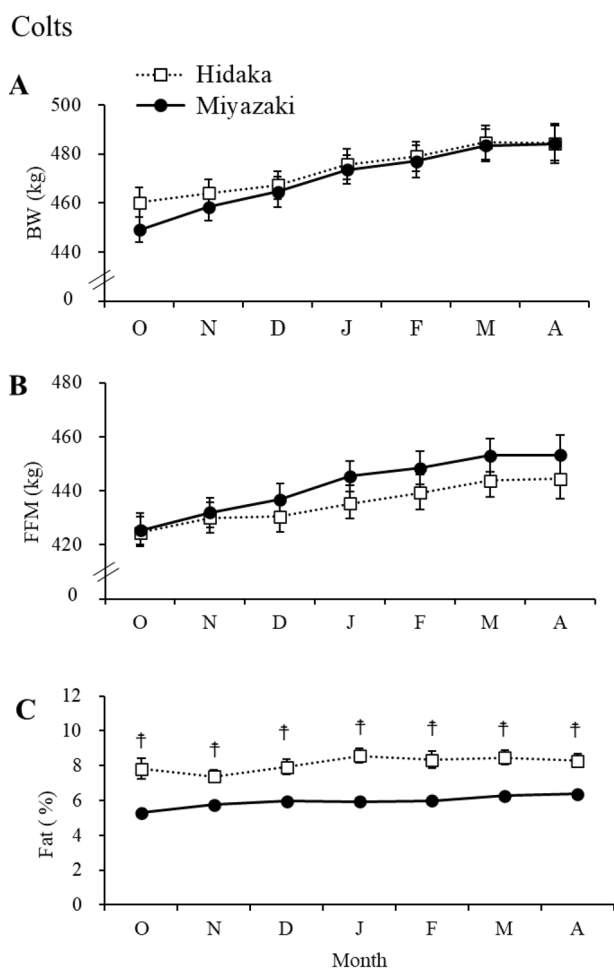 Colts
Hidaka
Miyazaki
A
500
480
460
440
0
BW (kg)
O N D J F M A
B
480
460
440
420
0
FFM (kg)
O N D J F M A
C
12
10
8
6
4
2
0
Fat ( %)
‡ ‡ ‡ ‡ ‡ ‡ ‡
O N D J F M A
Month